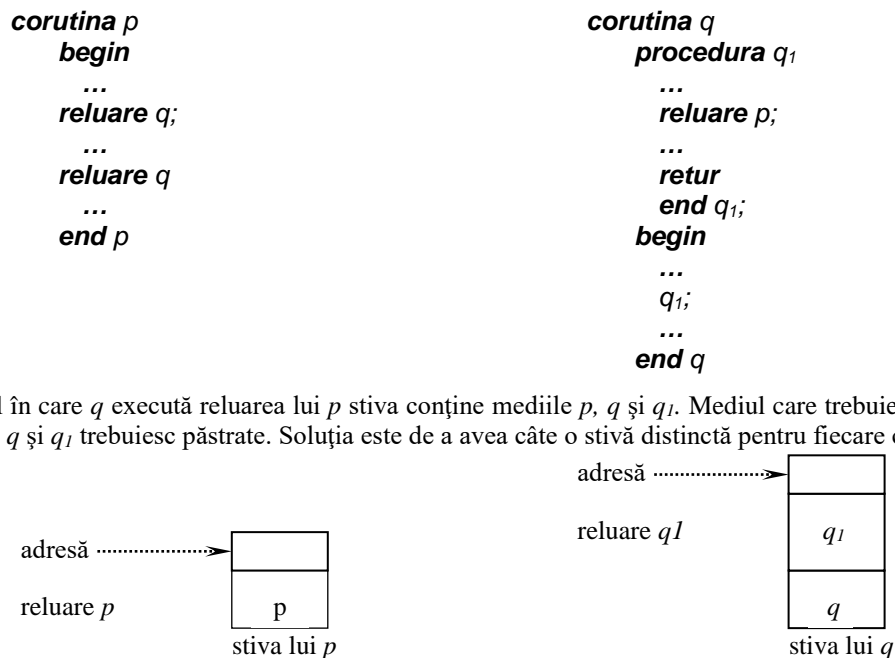 corutina p
begin
...
reluare q;
...
reluare q
...
end p
corutina q
procedura q1
...
reluare p;
...
retur
end q1;
begin
...
q1;
...
end q
în care q execută reluarea lui p stiva conţine mediile p, q şi q1. Mediul care trebuie
q şi q1 trebuiesc păstrate. Soluţia este de a avea câte o stivă distinctă pentru fiecare
adresă
reluare p
p
stiva lui p
adresă
reluare q1
q1
q
stiva lui q